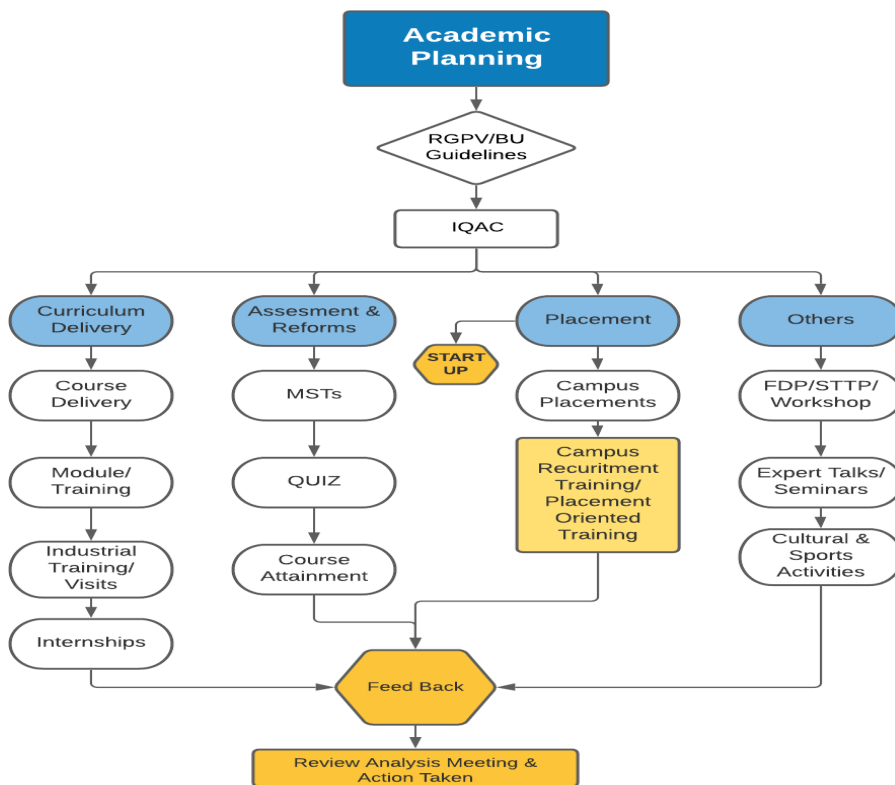 Academic
Planning
RGPV/BU
Guidelines
IQAC
Curriculum
Delivery
Assesment &
Reforms
Placement
Others
START
UP
Course
Delivery
MSTs
Campus
Placements
FDP/STTP/
Workshop
Module/
Training
QUIZ
Campus
Recuritment
Training/
Placement
Oriented
Training
Expert Talks/
Seminars
Industrial
Training/
Visits
Course
Attainment
Cultural &
Sports
Activities
Internships
Feed Back
Review Analysis Meeting &
Action Taken